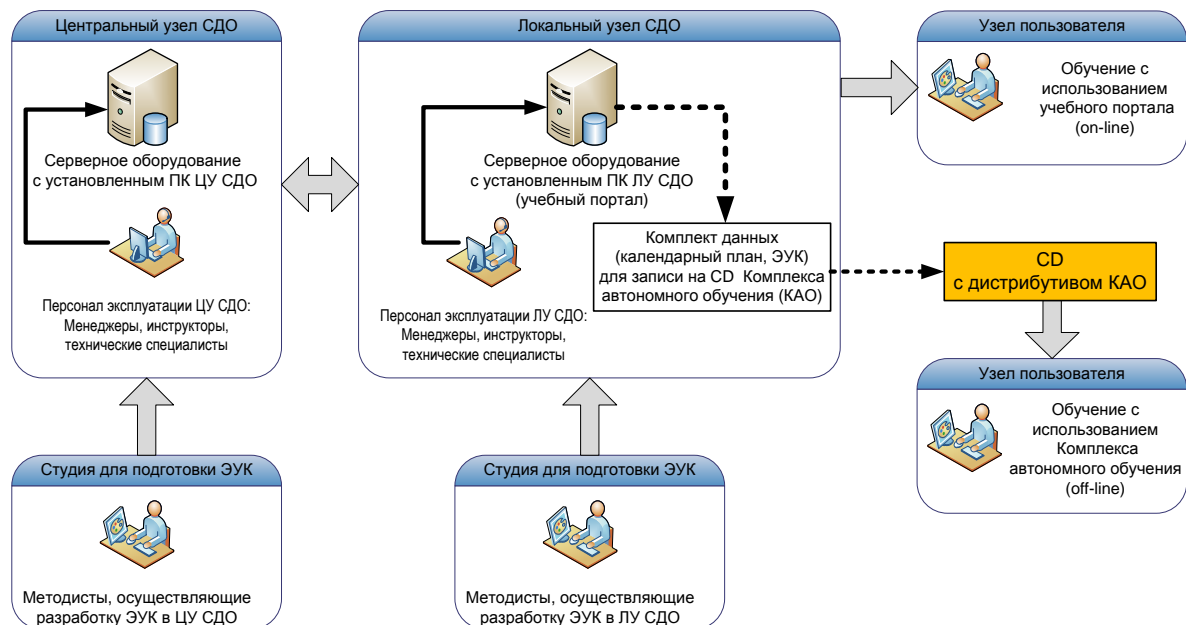 Центральный узел СДО
Серверное оборудование
с установленным ПК ЦУ СДО
Персонал эксплуатации ЦУ СДО:
Менеджеры, инструкторы,
технические специалисты
Локальный узел СДО
Серверное оборудование
с установленным ПК ЛУ СДО
(учебный портал)
Персонал эксплуатации ЛУ СДО:
Менеджеры, инструкторы,
технические специалисты
Комплект данных
(календарный план, ЭУК)
для записи на CD Комплекса
автономного обучения (КАО)
Узел пользователя
Обучение с
использованием
учебного портала
(on-line)
CD
с дистрибутивом КАО
Узел пользователя
Обучение с
использованием
Комплекса
автономного обучения
(off-line)
Студия для подготовки ЭУК
Методисты, осуществляющие
разработку ЭУК в ЦУ СДО
Студия для подготовки ЭУК
Методисты, осуществляющие
разработку ЭУК в ЛУ СДО